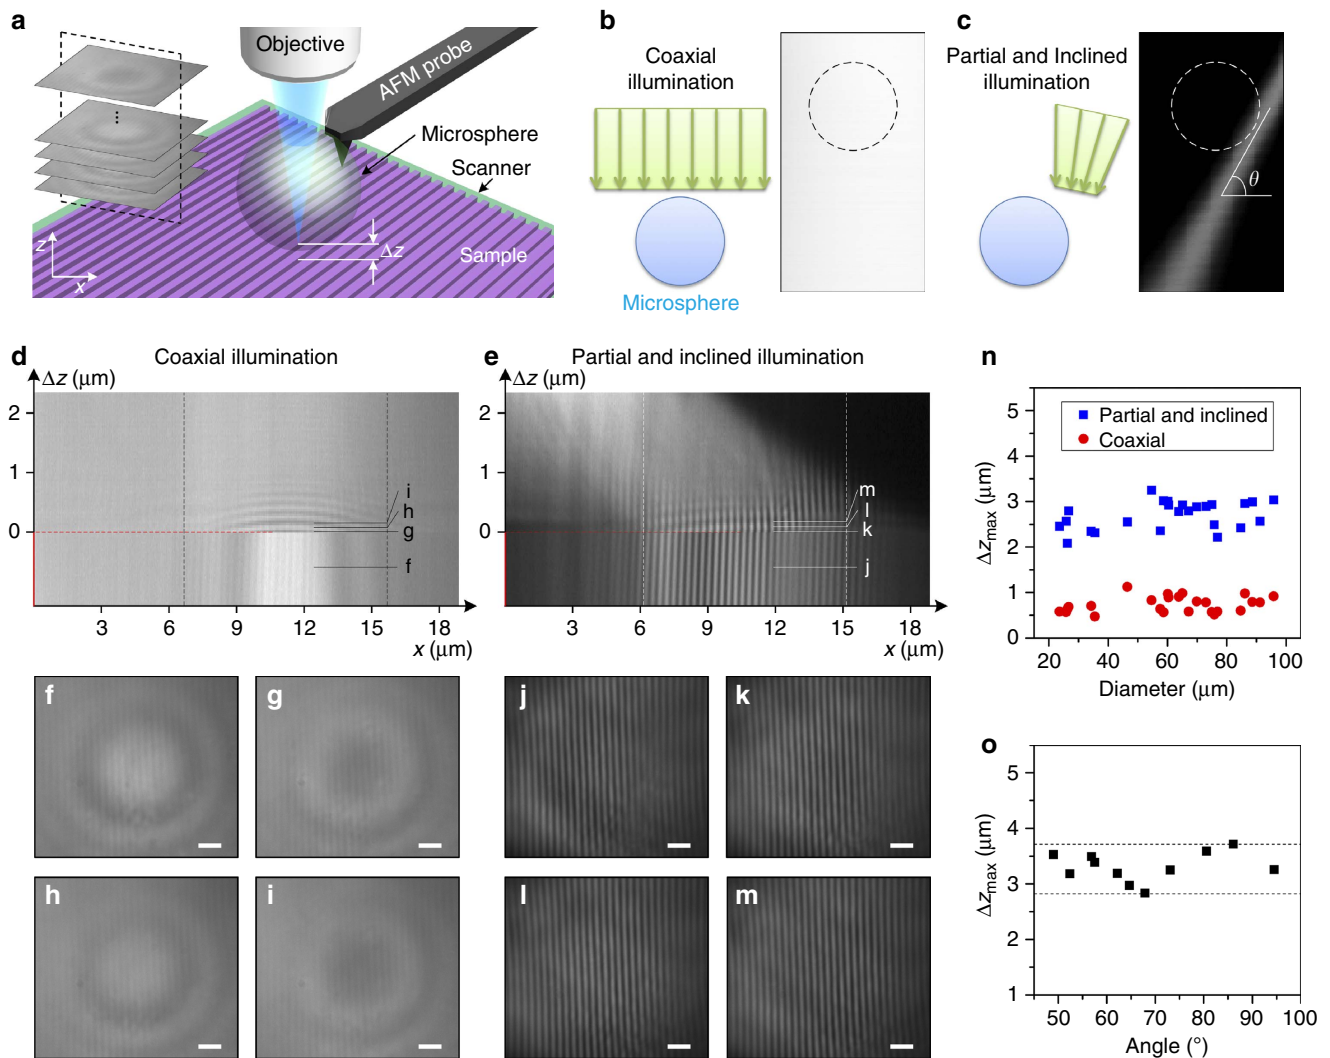 a
Objective
AFM probe
Microsphere
Scanner
Δz
Sample
z
x
b
Coaxial
illumination
Microsphere
c
Partial and Inclined
illumination
θ
d
Coaxial illumination
Δz (μm)
2
1
0
i
h
g
f
3 6 9 12 15 18
x (μm)
e
Partial and inclined illumination
Δz (μm)
2
1
0
m
l
k
j
3 6 9 12 15 18
x (μm)
f
g
h
i
j
k
l
m
n
Partial and inclined
Coaxial
5
4
3
2
1
0
Δzmax (μm)
20 40 60 80 100
Diameter (μm)
o
5
4
3
2
1
Δzmax (μm)
50 60 70 80 90 100
Angle (°)